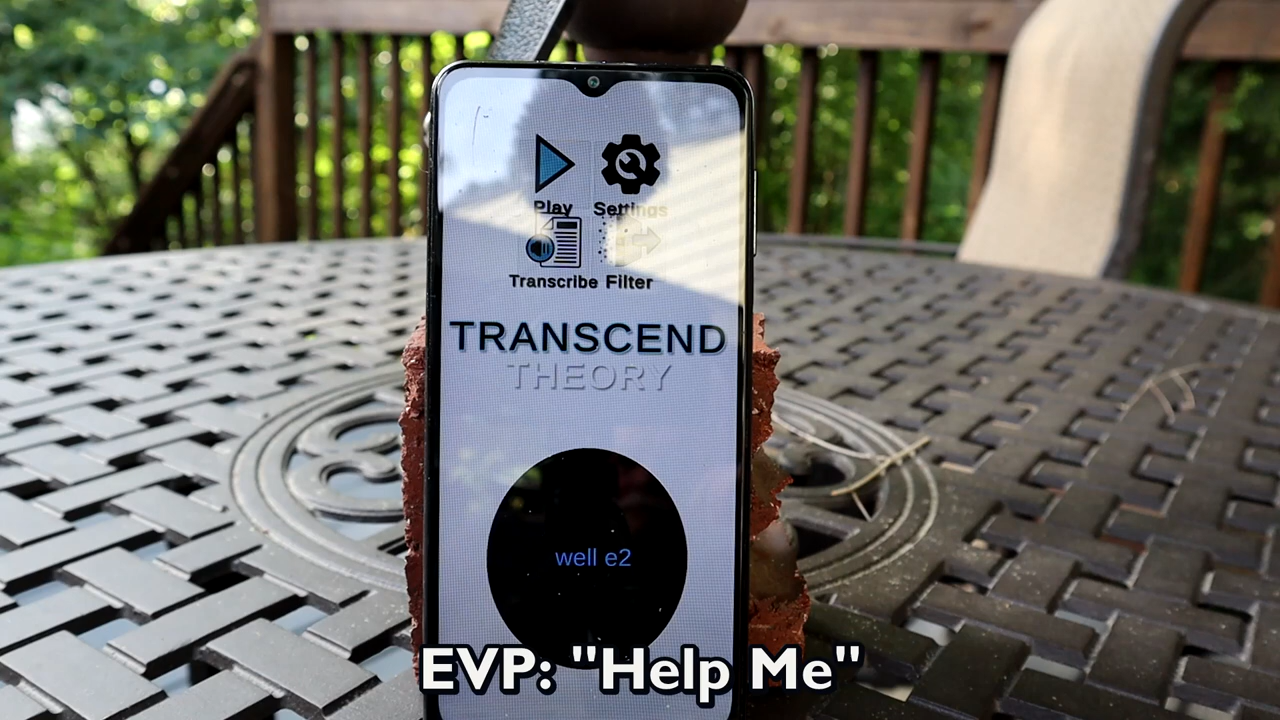 Play Settings
Transcribe Filter
TRANSCEND
THEORY
well e2
EVP: "Help Me"